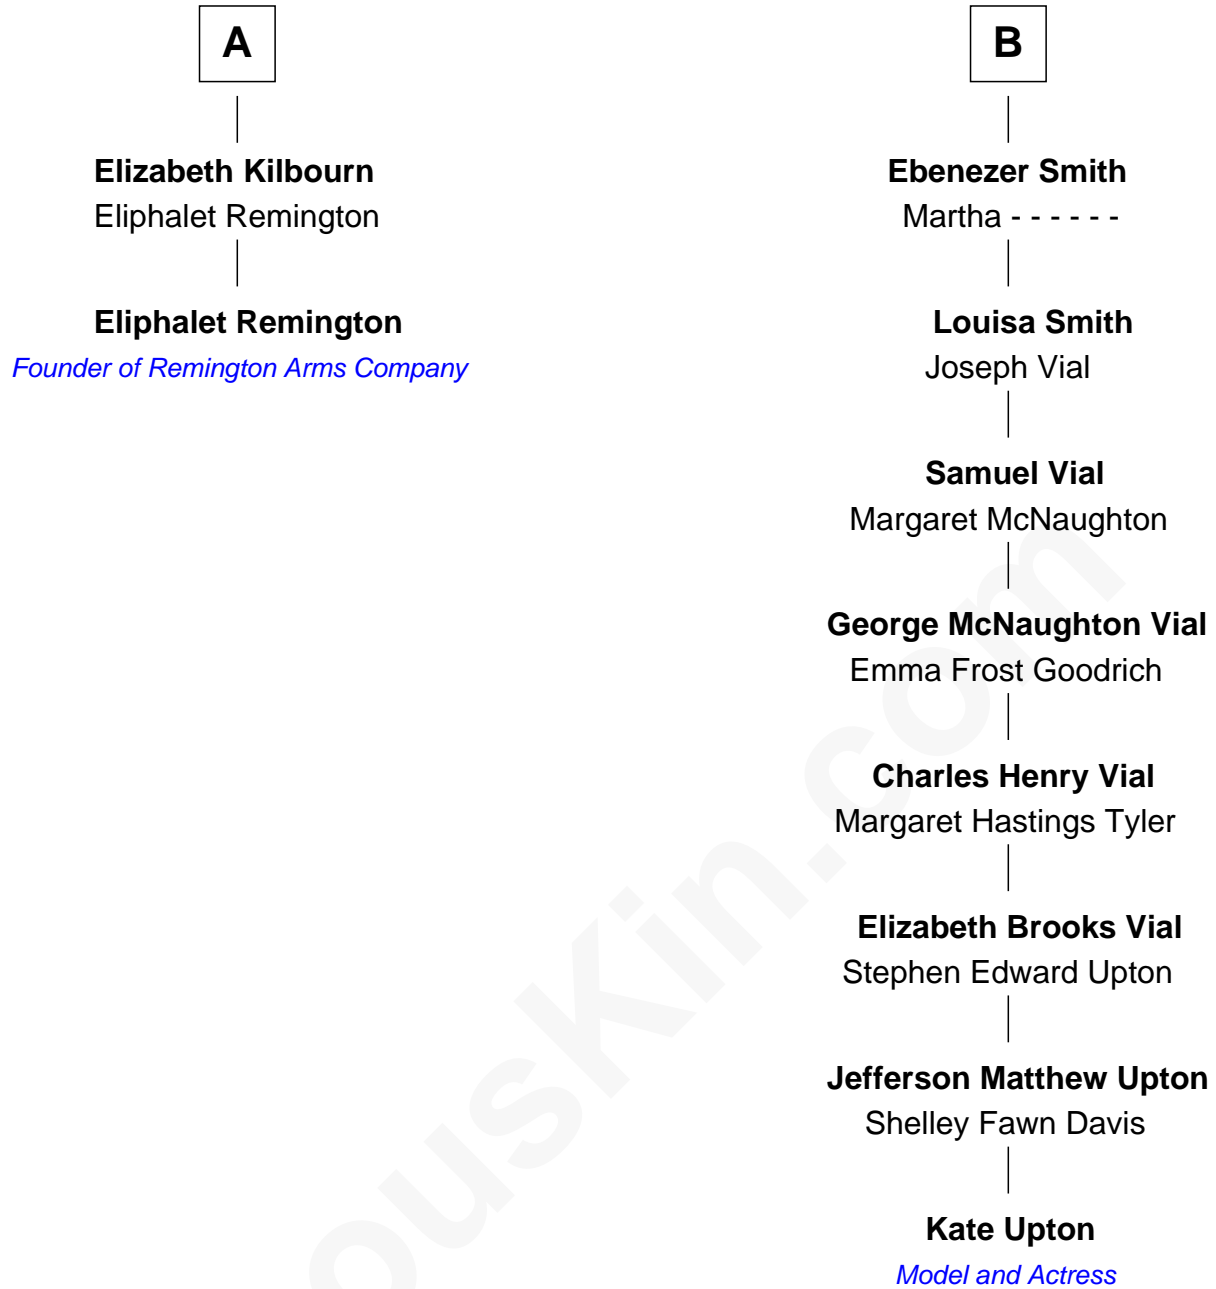 A
Elizabeth Kilbourn
Eliphalet Remington
Eliphalet Remington
Founder of Remington Arms Company
B
Ebenezer Smith
Martha - - - - - -
Louisa Smith
Joseph Vial
Samuel Vial
Margaret McNaughton
George McNaughton Vial
Emma Frost Goodrich
Charles Henry Vial
Margaret Hastings Tyler
Elizabeth Brooks Vial
Stephen Edward Upton
Jefferson Matthew Upton
Shelley Fawn Davis
Kate Upton
Model and Actress
ousKin.com